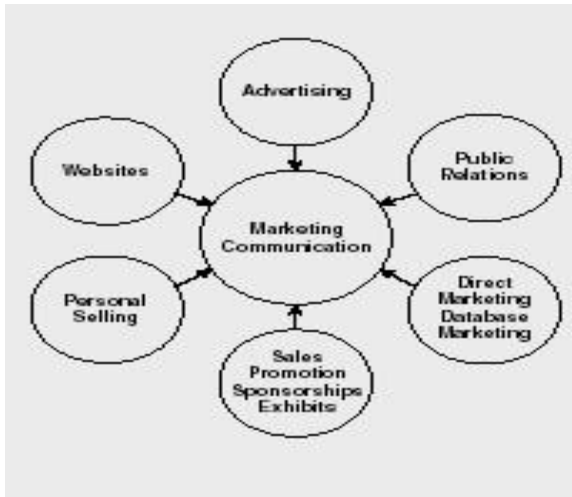 Advertising
Websites
Public
Relations
Marketing
Communication
Personal
Selling
Direct
Marketing
Database
Marketing
Sales
Promotion
Sponsorships
Exhibits